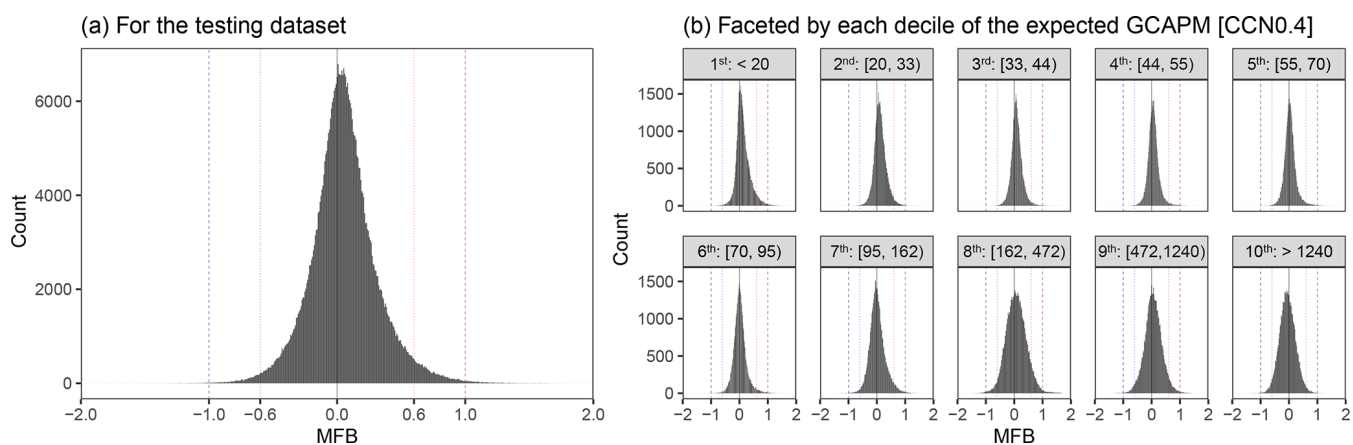 (a) For the testing dataset
6000
4000
2000
0
Count
−2.0 −1.0 −0.6 0.0 0.6 1.0 2.0
MFB
(b) Faceted by each decile of the expected GCAPM [CCN0.4]
1st: < 20 2nd: [20, 33) 3rd: [33, 44) 4th: [44, 55) 5th: [55, 70)
1500
1000
500
0
Count
6th: [70, 95) 7th: [95, 162) 8th: [162, 472) 9th: [472,1240) 10th: > 1240
1500
1000
500
0
−2 −1 0 1 2 −2 −1 0 1 2 −2 −1 0 1 2 −2 −1 0 1 2 −2 −1 0 1 2
MFB